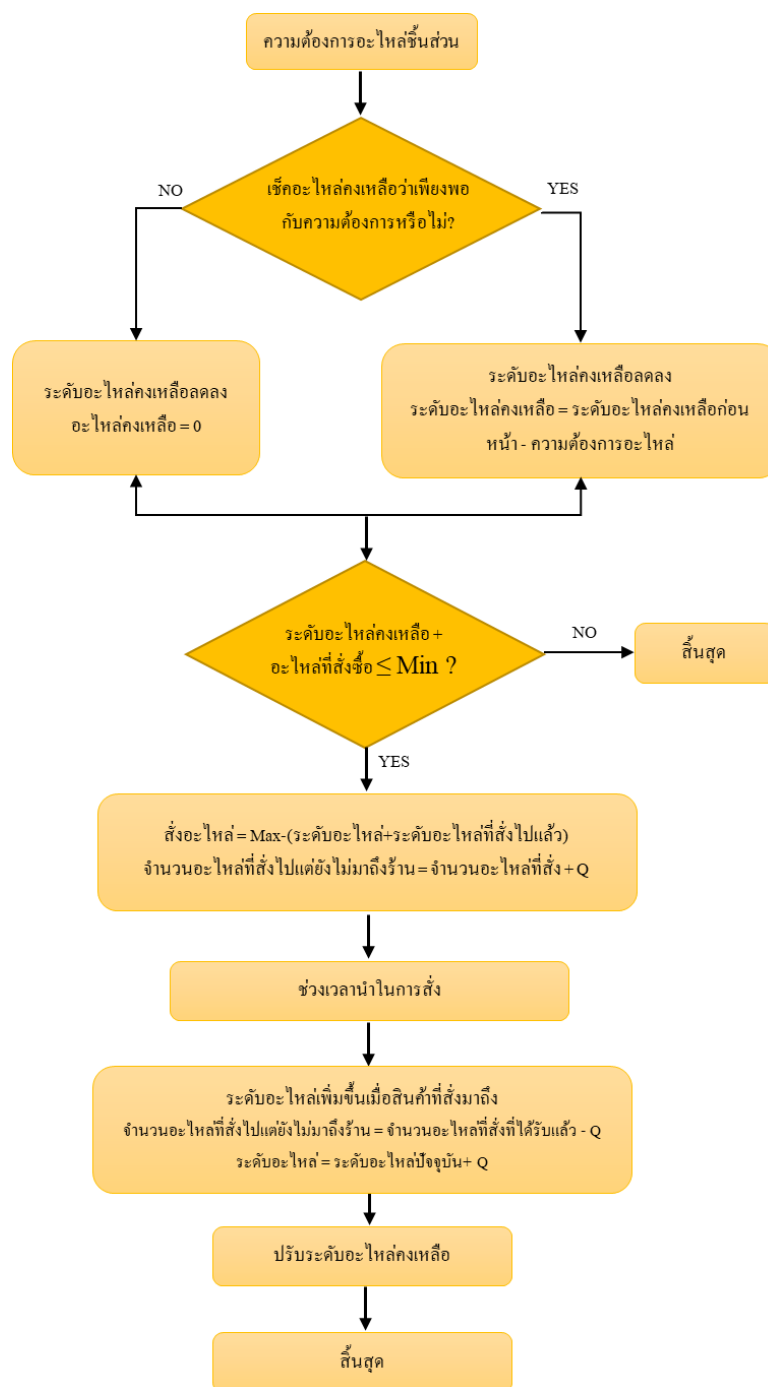 ความต้องการอะไหล่ชิ้นส่วน
เช็คอะไหล่คงเหลือว่าเพียงพอ
กับความต้องการหรือไม่?
NO
YES
ระดับอะไหล่คงเหลือลดลง
อะไหล่คงเหลือ = 0
ระดับอะไหล่คงเหลือลดลง
ระดับอะไหล่คงเหลือ = ระดับอะไหล่คงเหลือก่อน
หน้า - ความต้องการอะไหล่
ระดับอะไหล่คงเหลือ +
อะไหล่ที่สั่งซื้อ ≤ Min ?
NO
สิ้นสุด
YES
สั่งอะไหล่ = Max-(ระดับอะไหล่+ระดับอะไหล่ที่สั่งไปแล้ว)
จำนวนอะไหล่ที่สั่งไปแต่ยังไม่มาถึงร้าน = จำนวนอะไหล่ที่สั่ง + Q
ช่วงเวลานำในการสั่ง
ระดับอะไหล่เพิ่มขึ้นเมื่อสินค้าที่สั่งมาถึง
จำนวนอะไหล่ที่สั่งไปแต่ยังไม่มาถึงร้าน = จำนวนอะไหล่ที่สั่งที่ได้รับแล้ว - Q
ระดับอะไหล่ = ระดับอะไหล่ปัจจุบัน+ Q
ปรับระดับอะไหล่คงเหลือ
สิ้นสุด